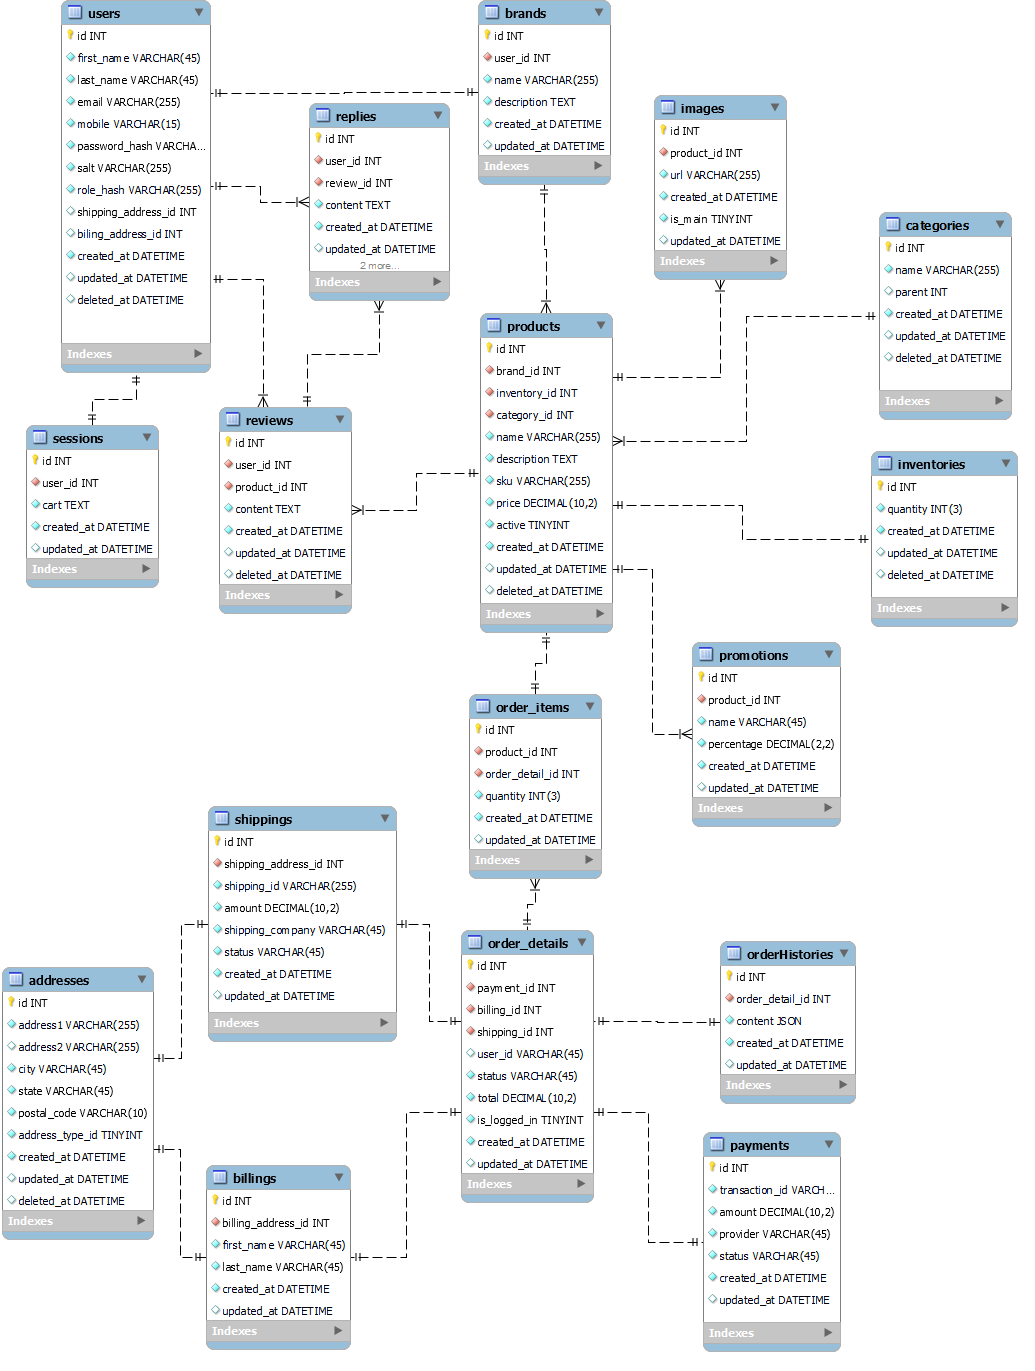 users
id INT
first_name VARCHAR(45)
last_name VARCHAR(45)
email VARCHAR(255)
mobile VARCHAR(15)
password_hash VARCHA...
salt VARCHAR(255)
role_hash VARCHAR(255)
shipping_address_id INT
biling_address_id INT
created_at DATETIME
updated_at DATETIME
deleted_at DATETIME
Indexes
brands
id INT
user_id INT
name VARCHAR(255)
description TEXT
created_at DATETIME
updated_at DATETIME
Indexes
replies
id INT
user_id INT
review_id INT
content TEXT
created_at DATETIME
updated_at DATETIME
2 more...
Indexes
images
id INT
product_id INT
url VARCHAR(255)
created_at DATETIME
is_main TINYINT
updated_at DATETIME
Indexes
categories
id INT
name VARCHAR(255)
parent INT
created_at DATETIME
updated_at DATETIME
deleted_at DATETIME
Indexes
products
id INT
brand_id INT
inventory_id INT
category_id INT
name VARCHAR(255)
description TEXT
sku VARCHAR(255)
price DECIMAL(10,2)
active TINYINT
created_at DATETIME
updated_at DATETIME
deleted_at DATETIME
Indexes
sessions
id INT
user_id INT
cart TEXT
created_at DATETIME
updated_at DATETIME
Indexes
reviews
id INT
user_id INT
product_id INT
content TEXT
created_at DATETIME
updated_at DATETIME
deleted_at DATETIME
Indexes
inventories
id INT
quantity INT(3)
created_at DATETIME
updated_at DATETIME
deleted_at DATETIME
Indexes
promotions
id INT
product_id INT
name VARCHAR(45)
percentage DECIMAL(2,2)
created_at DATETIME
updated_at DATETIME
Indexes
order_items
id INT
product_id INT
order_detail_id INT
quantity INT(3)
created_at DATETIME
updated_at DATETIME
Indexes
shippings
id INT
shipping_address_id INT
shipping_id VARCHAR(255)
amount DECIMAL(10,2)
shipping_company VARCHAR(45)
status VARCHAR(45)
created_at DATETIME
updated_at DATETIME
Indexes
order_details
id INT
payment_id INT
billing_id INT
shipping_id INT
user_id VARCHAR(45)
status VARCHAR(45)
total DECIMAL(10,2)
is_logged_in TINYINT
created_at DATETIME
updated_at DATETIME
Indexes
orderHistories
id INT
order_detail_id INT
content JSON
created_at DATETIME
updated_at DATETIME
Indexes
addresses
id INT
address1 VARCHAR(255)
address2 VARCHAR(255)
city VARCHAR(45)
state VARCHAR(45)
postal_code VARCHAR(10)
address_type_id TINYINT
created_at DATETIME
updated_at DATETIME
deleted_at DATETIME
Indexes
billings
id INT
billing_address_id INT
first_name VARCHAR(45)
last_name VARCHAR(45)
created_at DATETIME
updated_at DATETIME
Indexes
payments
id INT
transaction_id VARCH...
amount DECIMAL(10,2)
provider VARCHAR(45)
status VARCHAR(45)
created_at DATETIME
updated_at DATETIME
Indexes